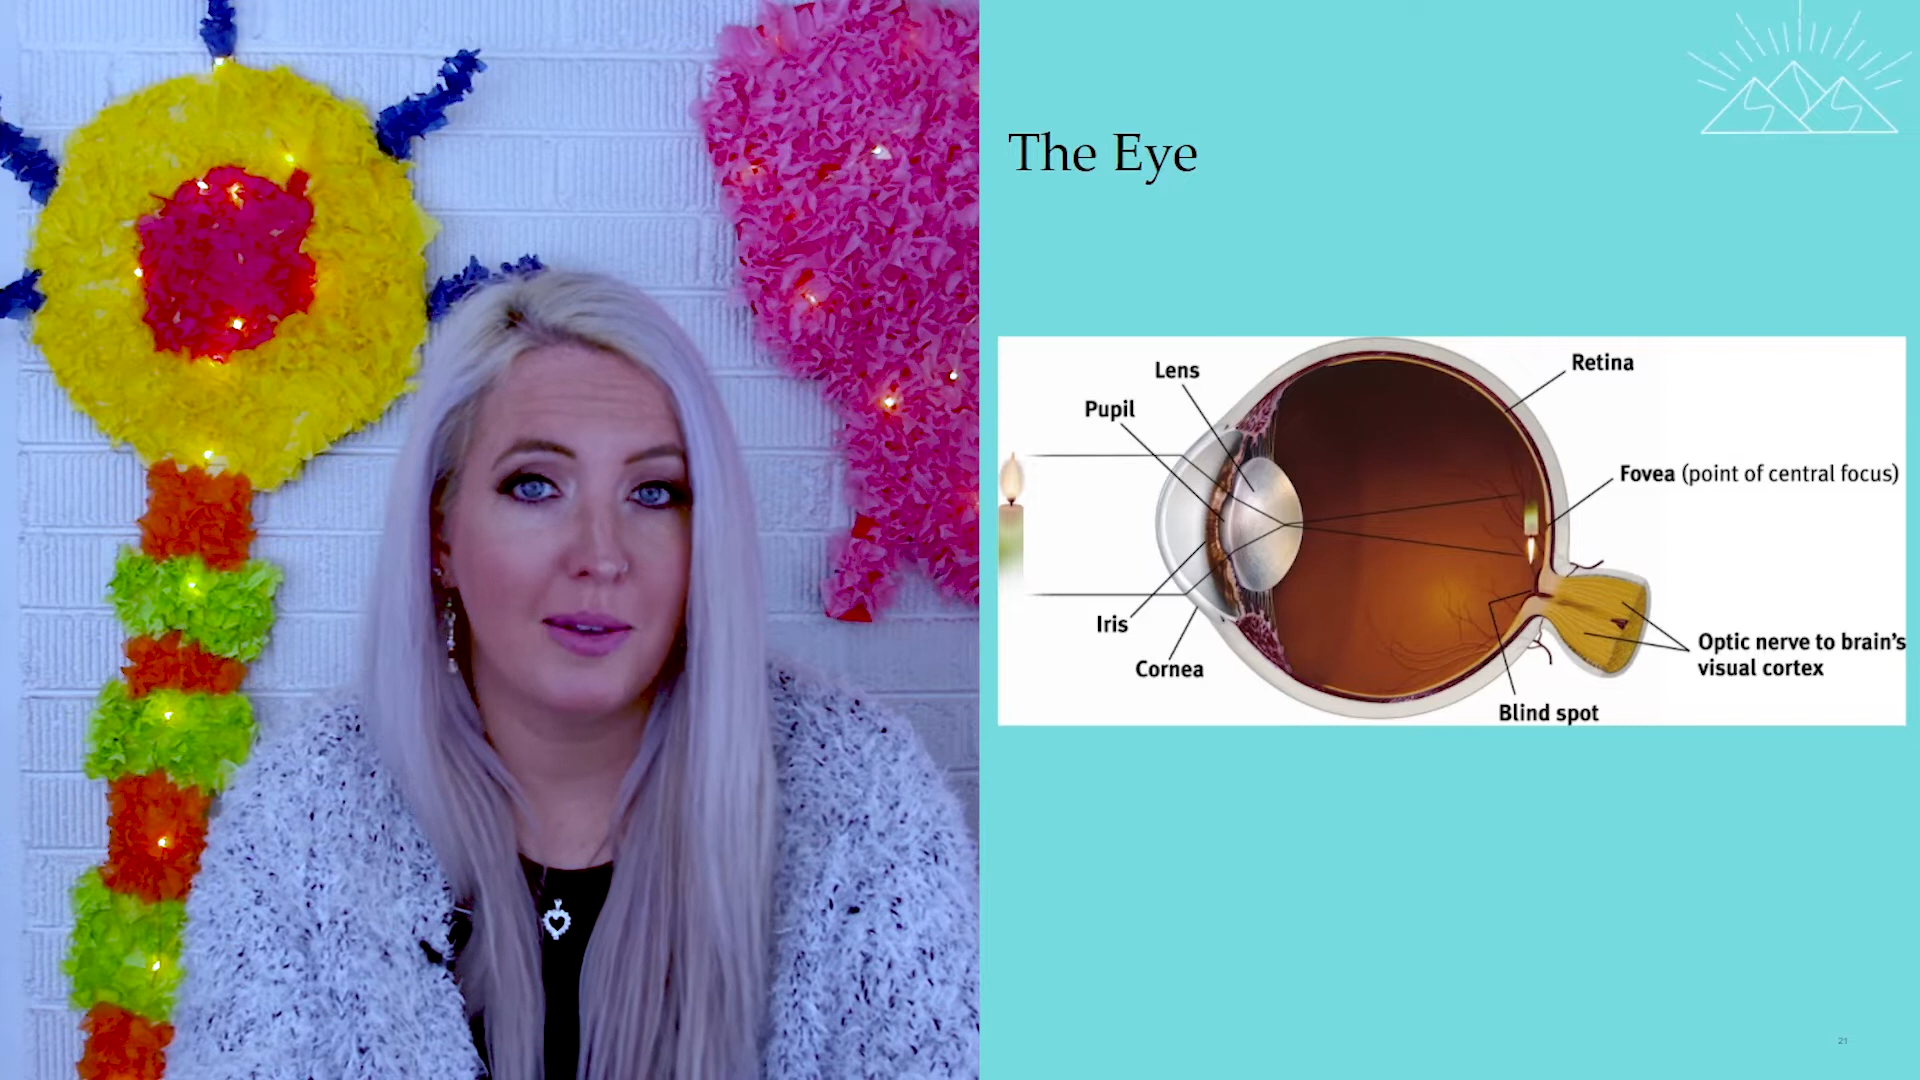 The Eye
Lens
Retina
Pupil
Fovea (point of central focus)
Iris
Optic nerve to brain's
visual cortex
Cornea
Blind spot
21